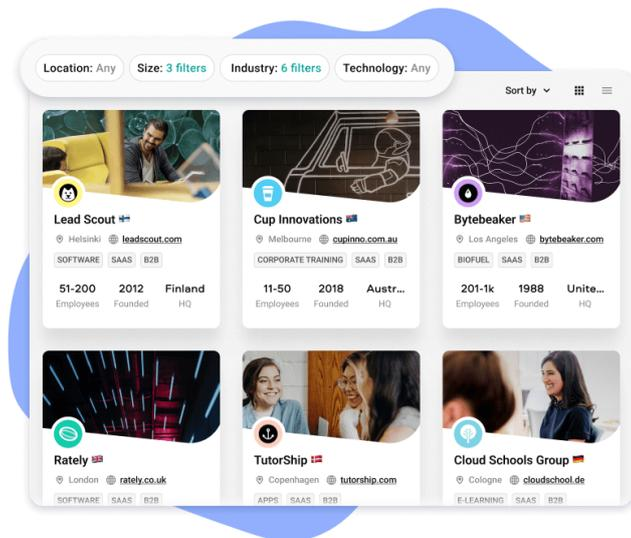 Location: Any Size: 3 filters Industry: 6 filters Technology: Any
Sort by
Lead Scout
Helsinki leadscout.com
SOFTWARE SAAS B2B
51-200 2012 Finland
Employees Founded HQ
Cup Innovations
Melbourne cupinno.com.au
CORPORATE TRAINING SAAS B2B
11-50 2018 Austr...
Employees Founded HQ
Bytebeaker
Los Angeles bytebeaker.com
BIOFUEL SAAS B2B
201-1k 1988 Unite...
Employees Founded HQ
Rately
London rately.co.uk
SOFTWARE SAAS B2B
TutorShip
Copenhagen tutorship.com
APPS SAAS B2B
Cloud Schools Group
Cologne cloudschool.de
E-LEARNING SAAS B2B